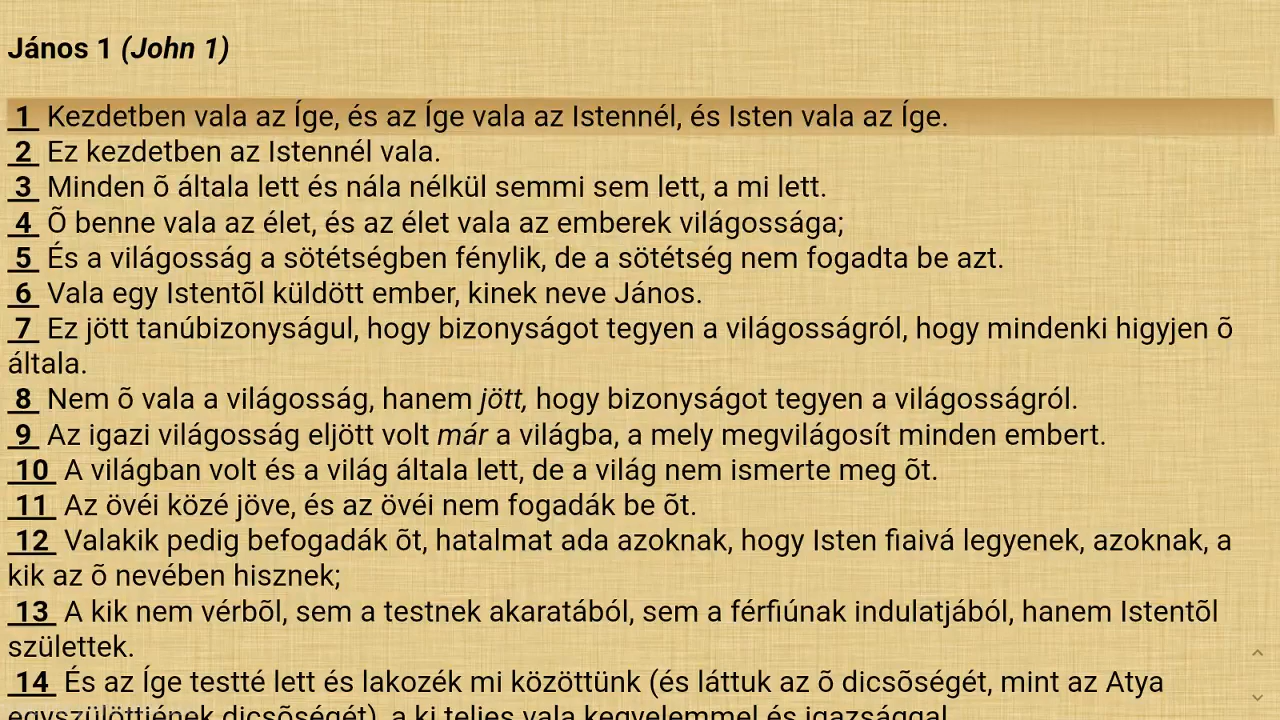 János 1 (John 1)
1 Kezdetben vala az Íge, és az Íge vala az Istennél, és Isten vala az Íge.
2 Ez kezdetben az Istennél vala.
3 Minden õ általa lett és nála nélkül semmi sem lett, a mi lett.
4 Õ benne vala az élet, és az élet vala az emberek világossága;
5 És a világosság a sötétségben fénylik, de a sötétség nem fogadta be azt.
6 Vala egy Istentõl küldött ember, kinek neve János.
7 Ez jött tanúbizonyságul, hogy bizonyságot tegyen a világosságról, hogy mindenki higyjen õ
általa.
8 Nem õ vala a világosság, hanem jött, hogy bizonyságot tegyen a világosságról.
9 Az igazi világosság eljött volt már a világba, a mely megvilágosít minden embert.
10 A világban volt és a világ általa lett, de a világ nem ismerte meg õt.
11 Az övéi közé jöve, és az övéi nem fogadák be õt.
12 Valakik pedig befogadák õt, hatalmat ada azoknak, hogy Isten fiaivá legyenek, azoknak, a
kik az õ nevében hisznek;
13 A kik nem vérbõl, sem a testnek akaratából, sem a férfiúnak indulatjából, hanem Istentõl
születtek.
14 És az Íge testté lett és lakozék mi közöttünk (és láttuk az õ dicsõségét, mint az Atya
egyszülöttjének dicsõségét), a ki teljes vala kegyelemmel és igazsággal.